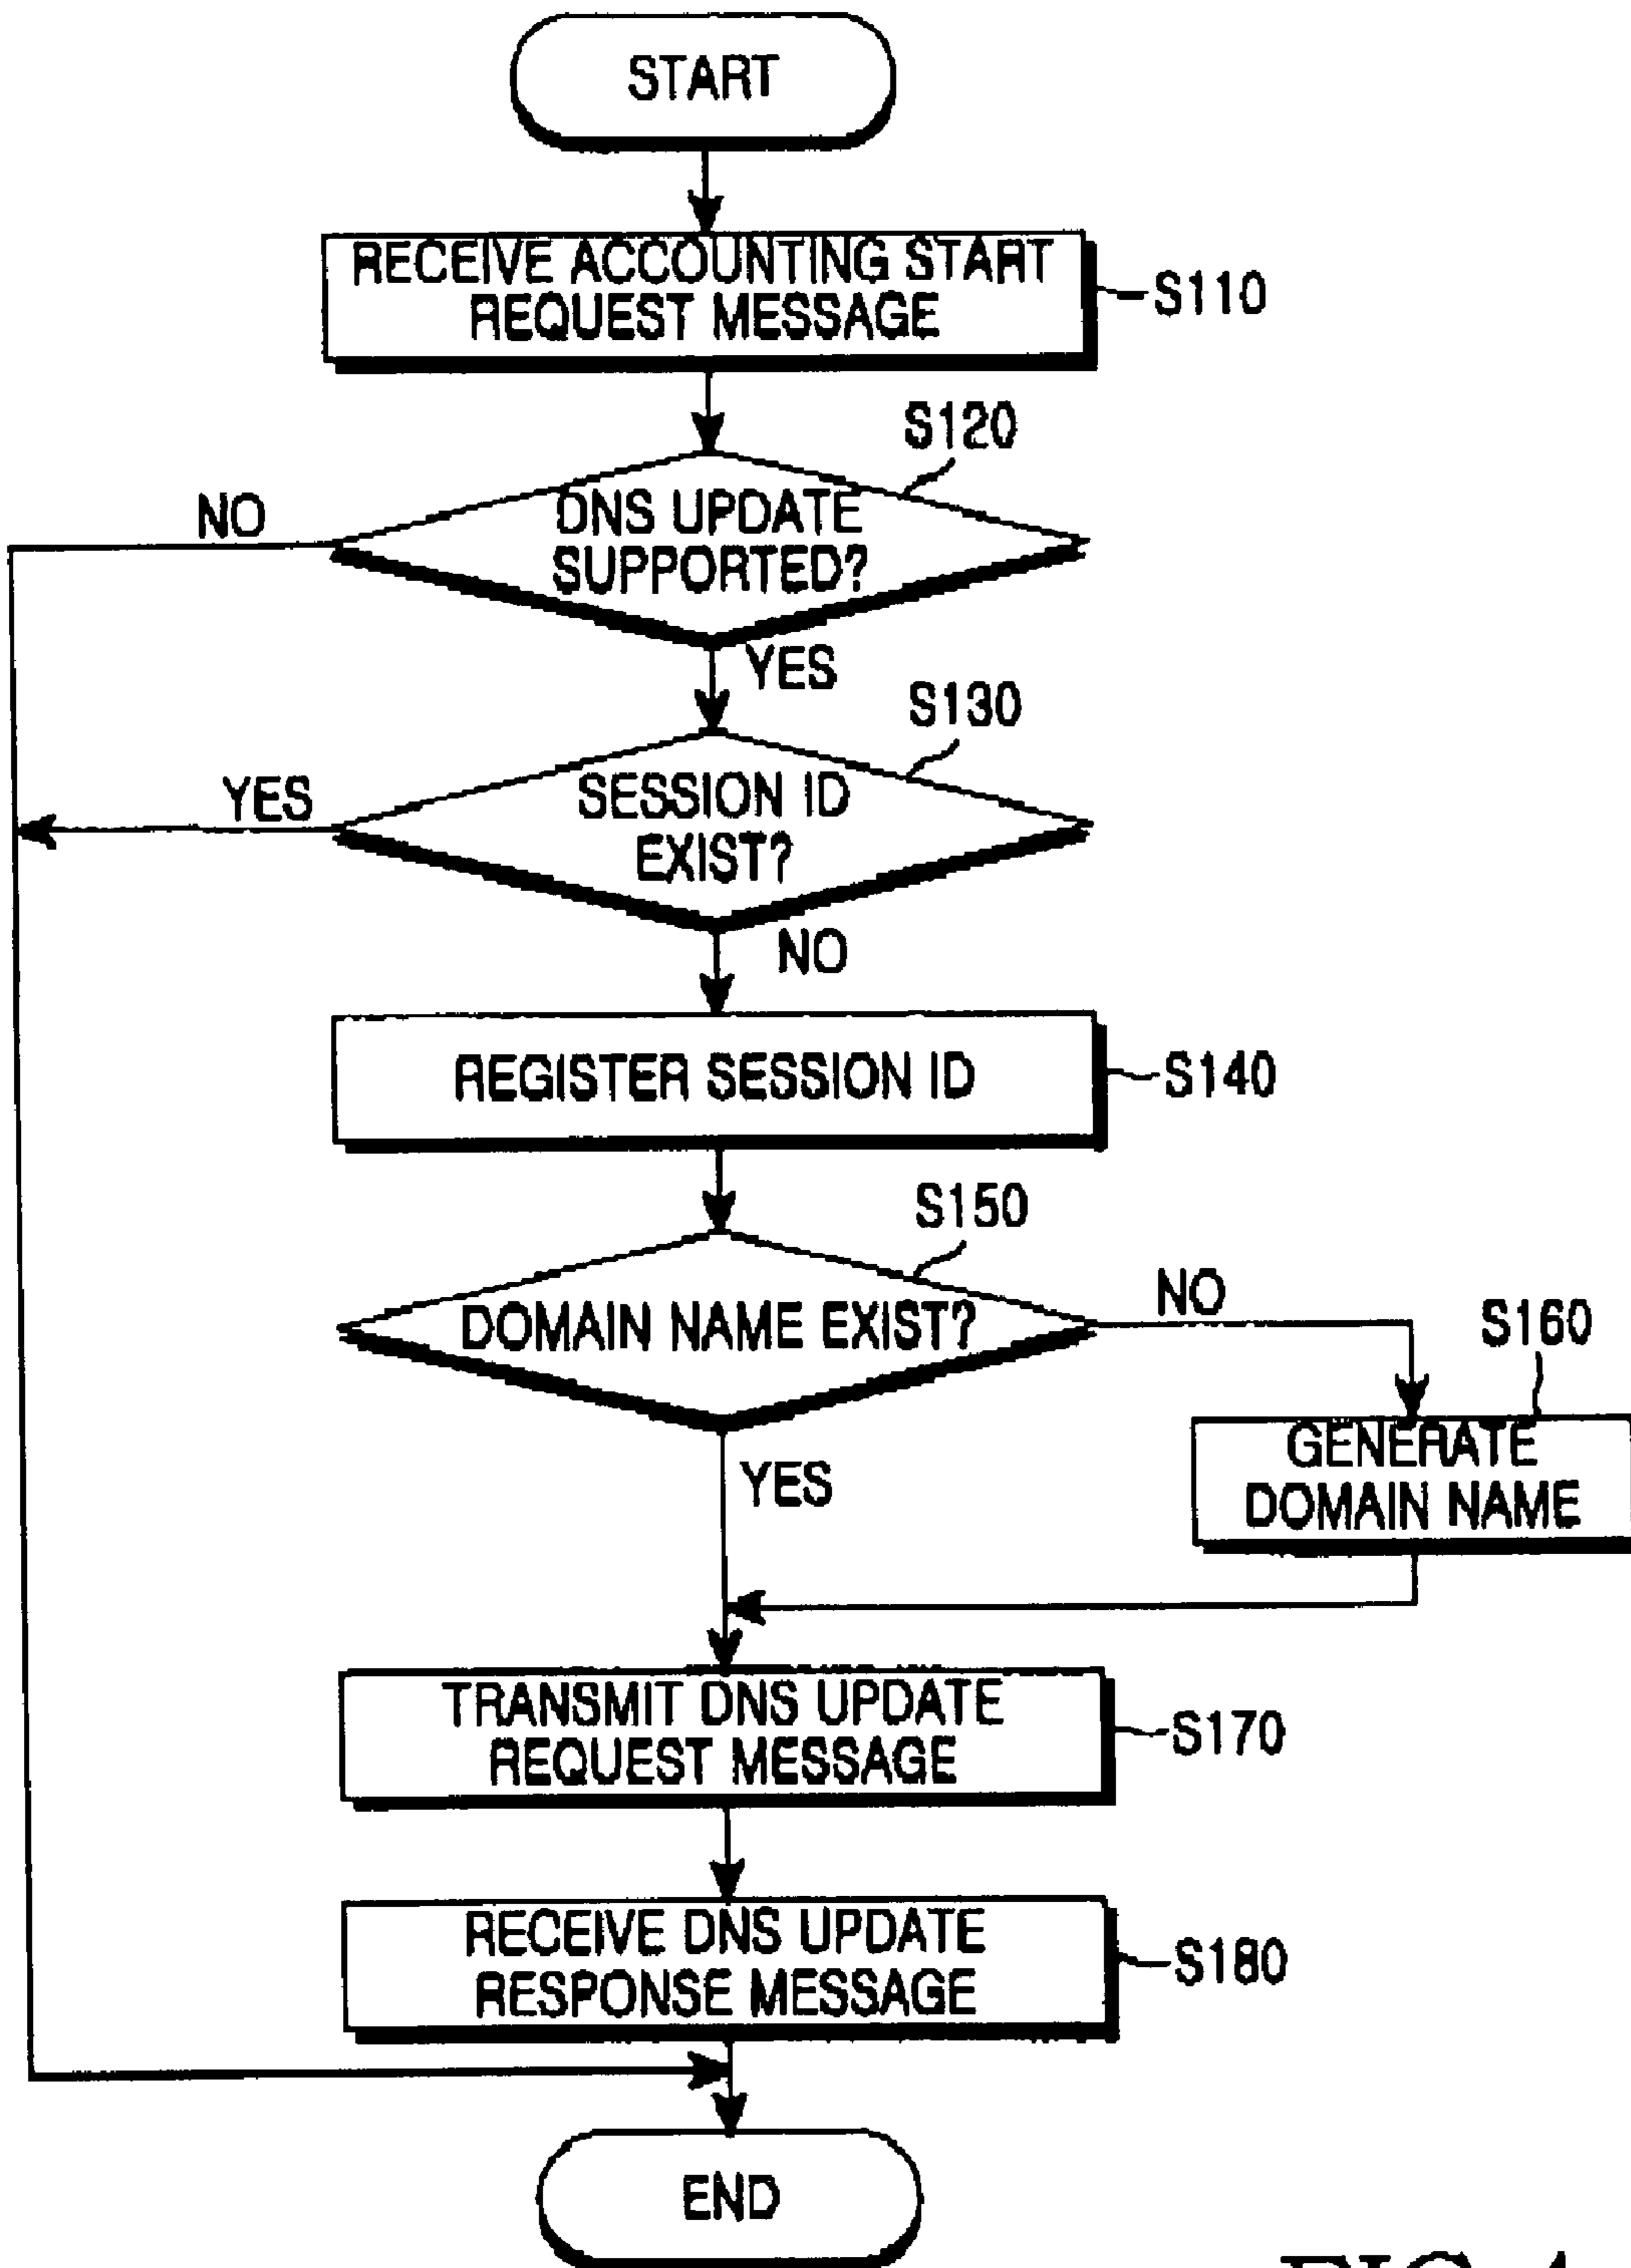 START
RECEIVE ACCOUNTING START
REQUEST MESSAGE
S110
S120
DNS UPDATE
SUPPORTED?
NO
YES
S130
SESSION ID
EXIST?
YES
NO
REGISTER SESSION ID
S140
S150
DOMAIN NAME EXIST?
NO
YES
S160
GENERATE
DOMAIN NAME
TRANSMIT DNS UPDATE
REQUEST MESSAGE
S170
RECEIVE DNS UPDATE
RESPONSE MESSAGE
S180
END